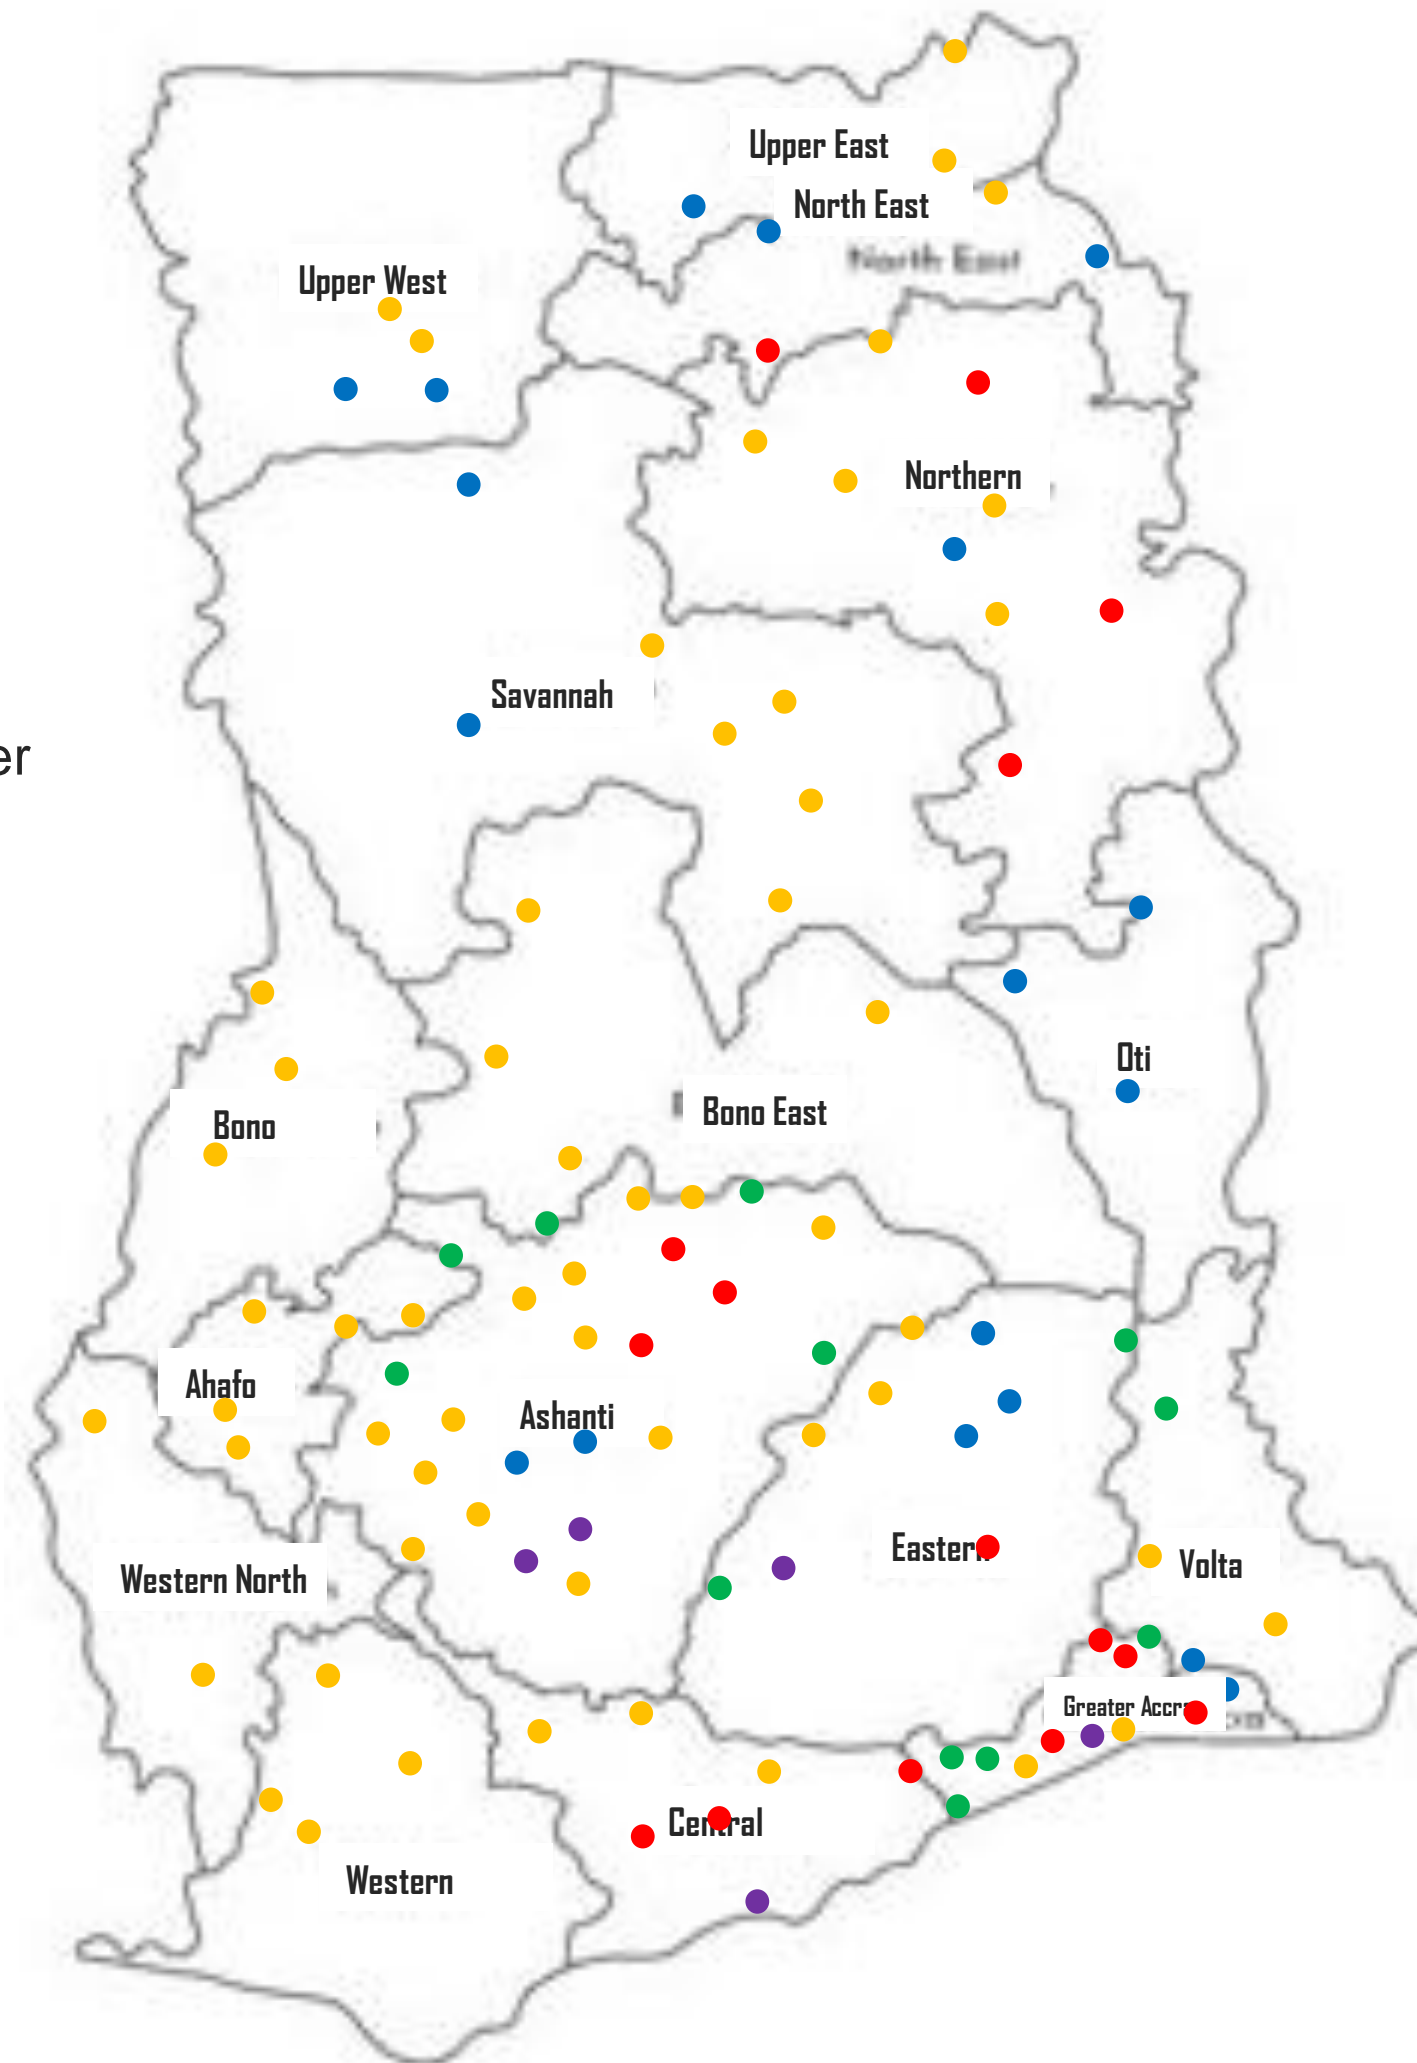 Upper East
North East
North East
Upper West
Northern
Savannah
er
Oti
Bono East
Bono
Ahafo
Ashanti
Eastern
Volta
Western North
Greater Accra
Central
Western